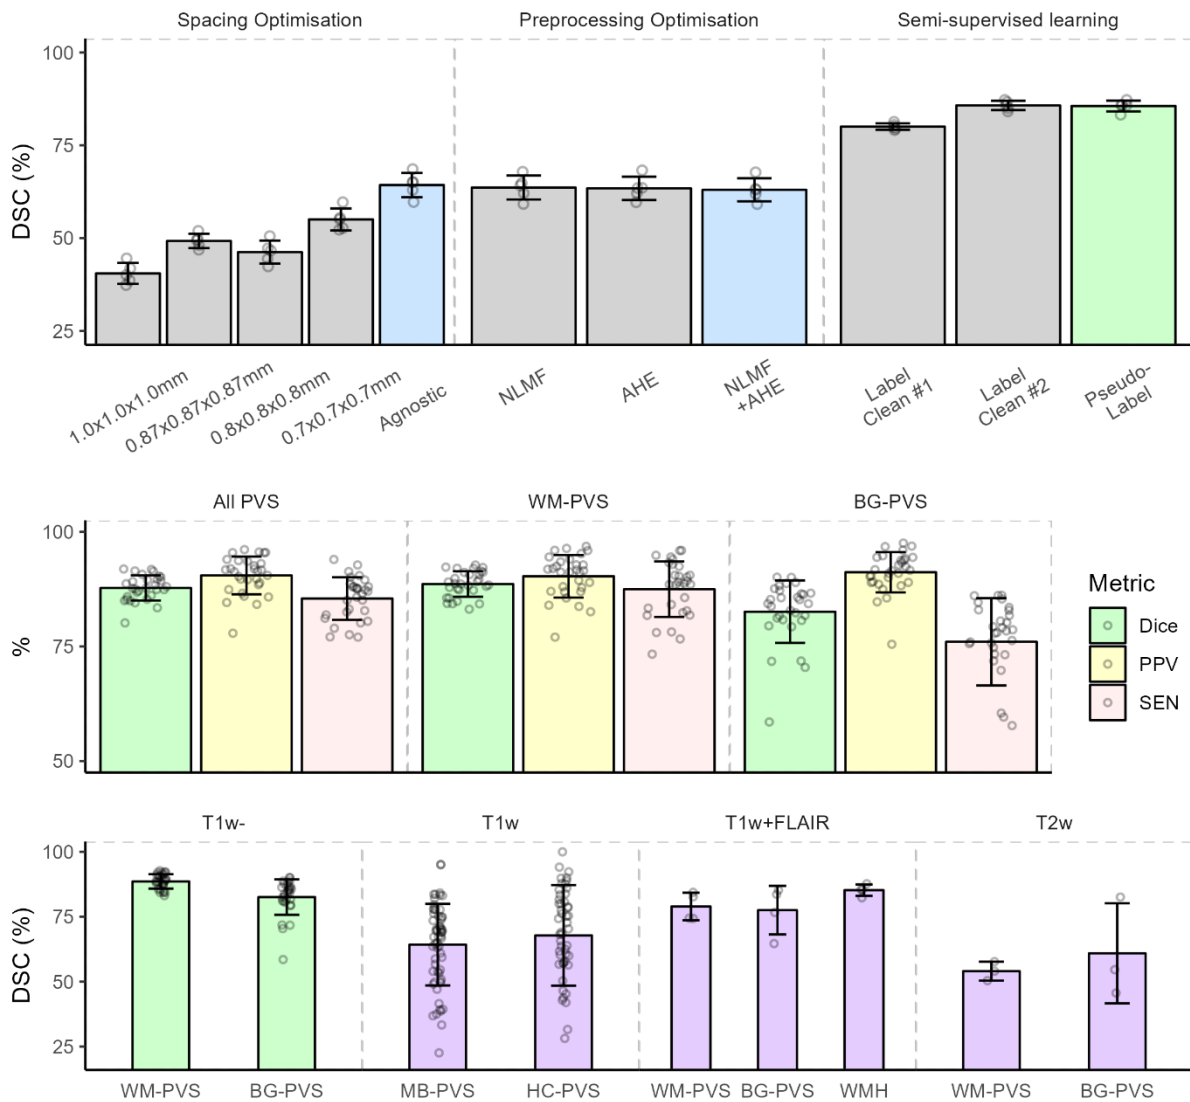 Spacing Optimisation
Preprocessing Optimisation
Semi-supervised learning
DSC (%)
100
75
50
25
1.0x1.0x1.0mm
0.87x0.87x0.87mm
0.8x0.8x0.8mm
0.7x0.7x0.7mm
Agnostic
NLMF
AHE
NLMF
+AHE
Label
Clean #1
Label
Clean #2
Pseudo-
Label
All PVS
WM-PVS
BG-PVS
%
100
75
50
Metric
Dice
PPV
SEN
T1w-
T1w
T1w+FLAIR
T2w
DSC (%)
100
75
50
25
WM-PVS
BG-PVS
MB-PVS
HC-PVS
WM-PVS
BG-PVS
WMH
WM-PVS
BG-PVS